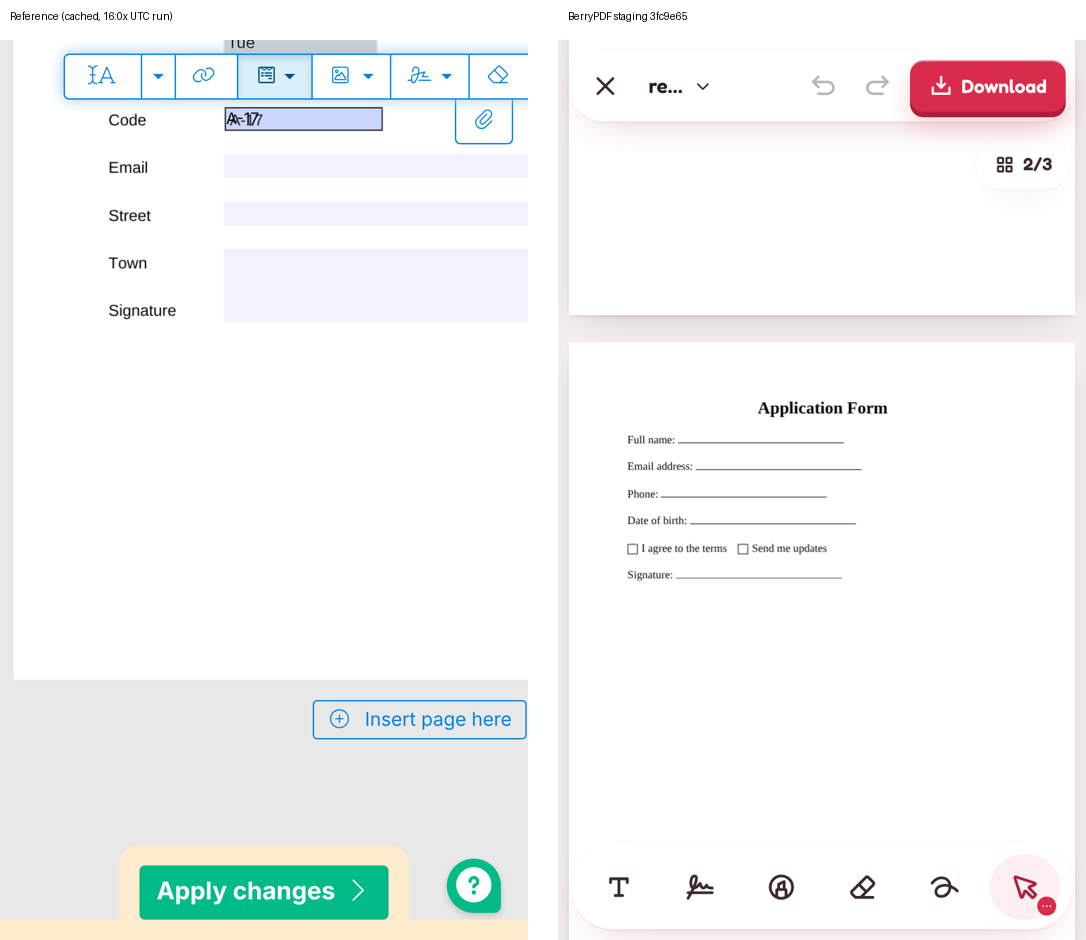 Reference (cached, 16:0x UTC run)
BerryPDF staging 3fc9e65
Tue
Code
A-17
Email
Street
Town
Signature
Insert page here
Apply changes
?
re...
Download
2/3
Application Form
Full name:
Email address:
Phone:
Date of birth:
I agree to the terms Send me updates
Signature: